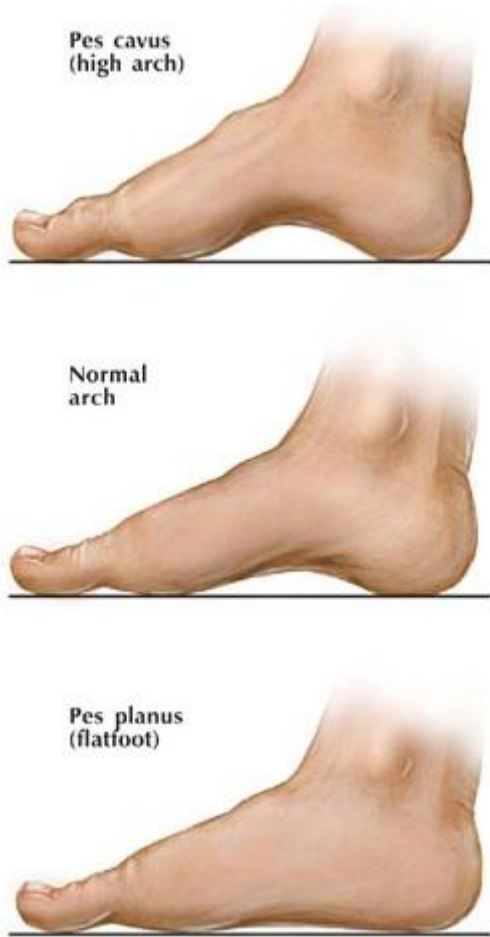 Pes cavus
(high arch)
Normal
arch
Pes planus
(flatfoot)